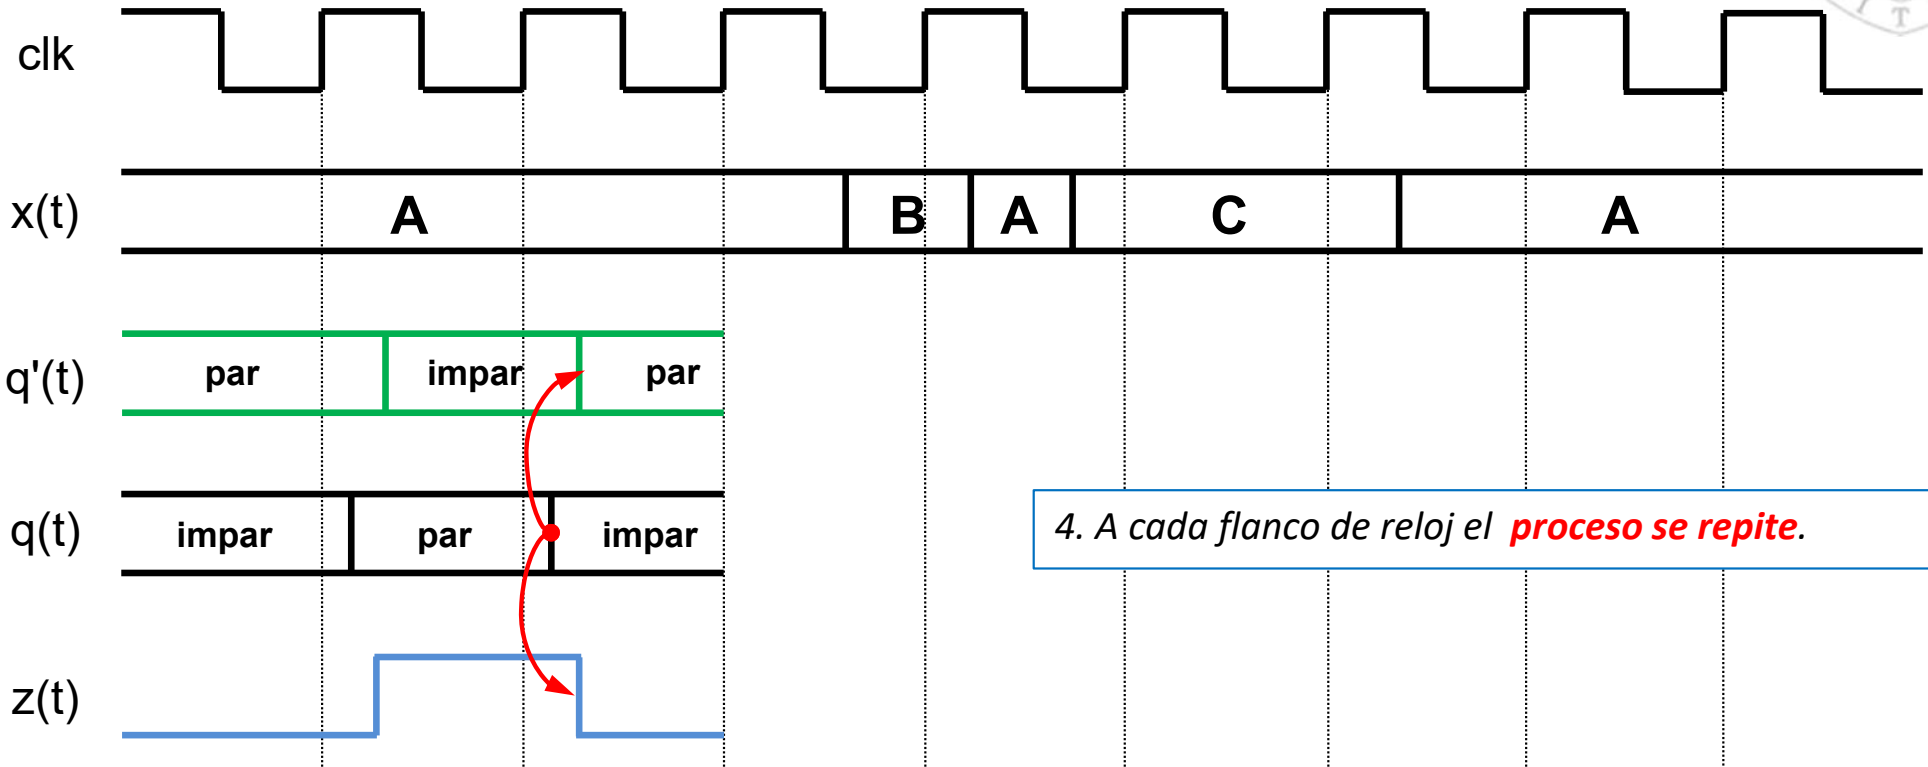 clk
x(t)
A
B
A
C
A
q'(t)
par
impar
par
q(t)
impar
par
impar
4. A cada flanco de reloj el proceso se repite.
z(t)